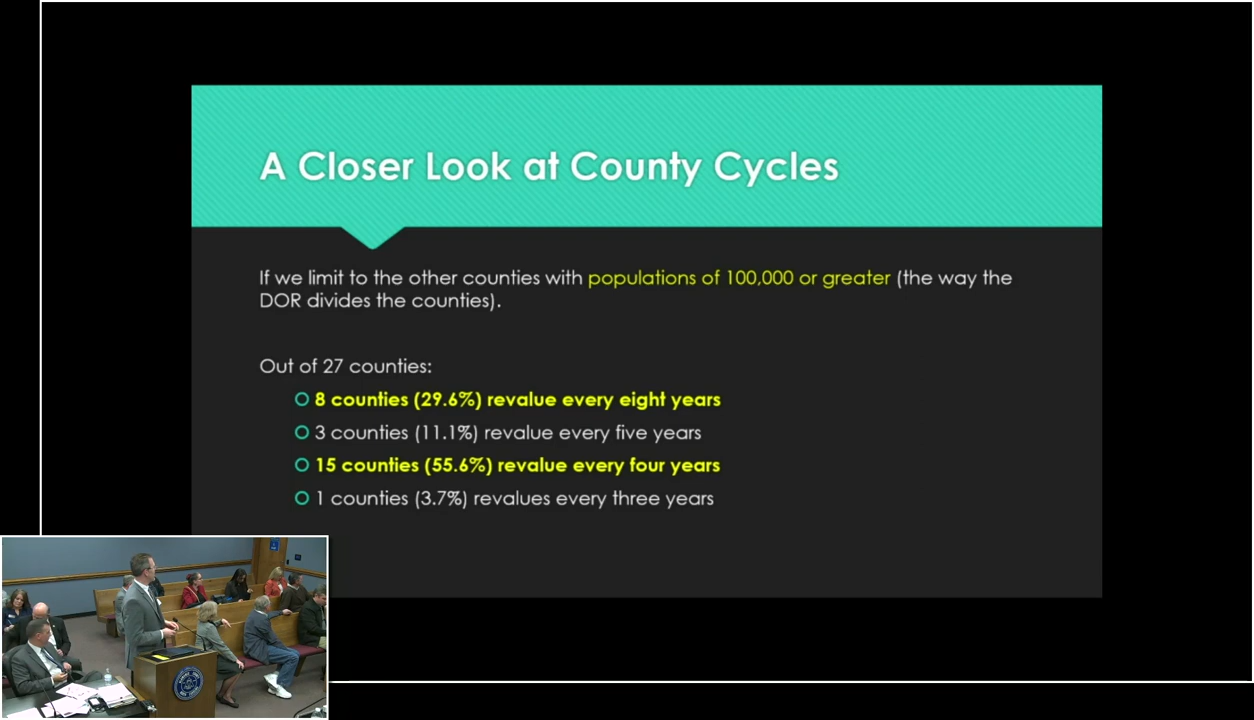 A Closer Look at County Cycles
If we limit to the other counties with populations of 100,000 or greater (the way the
DOR divides the counties).
Out of 27 counties:
8 counties (29.6%) revalue every eight years
3 counties (11.1%) revalue every five years
15 counties (55.6%) revalue every four years
1 counties (3.7%) revalues every three years